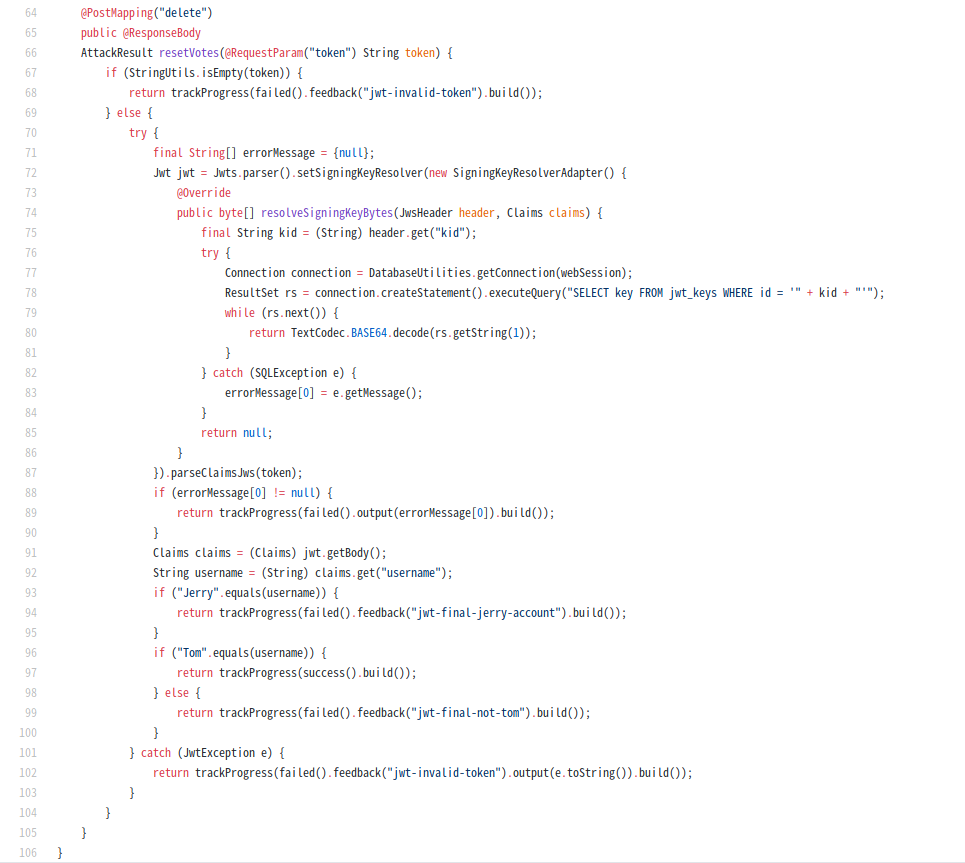 64 @PostMapping("delete")
65 public @ResponseBody
66 AttackResult resetVotes(@RequestParam("token") String token) {
67 if (StringUtils.isEmpty(token)) {
68 return trackProgress(failed().feedback("jwt-invalid-token").build());
69 } else {
70 try {
71 final String[] errorMessage = {null};
72 Jwt jwt = Jwts.parser().setSigningKeyResolver(new SigningKeyResolverAdapter() {
73 @Override
74 public byte[] resolveSigningKeyBytes(JwsHeader header, Claims claims) {
75 final String kid = (String) header.get("kid");
76 try {
77 Connection connection = DatabaseUtilities.getConnection(webSession);
78 ResultSet rs = connection.createStatement().executeQuery("SELECT key FROM jwt_keys WHERE id = '" + kid + "'");
79 while (rs.next()) {
80 return TextCodec.BASE64.decode(rs.getString(1));
81 }
82 } catch (SQLException e) {
83 errorMessage[0] = e.getMessage();
84 }
85 return null;
86 }
87 }).parseClaimsJws(token);
88 if (errorMessage[0] != null) {
89 return trackProgress(failed().output(errorMessage[0]).build());
90 }
91 Claims claims = (Claims) jwt.getBody();
92 String username = (String) claims.get("username");
93 if ("Jerry".equals(username)) {
94 return trackProgress(failed().feedback("jwt-final-jerry-account").build());
95 }
96 if ("Tom".equals(username)) {
97 return trackProgress(success().build());
98 } else {
99 return trackProgress(failed().feedback("jwt-final-not-tom").build());
100 }
101 } catch (JwtException e) {
102 return trackProgress(failed().feedback("jwt-invalid-token").output(e.toString()).build());
103 }
104 }
105 }
106 }